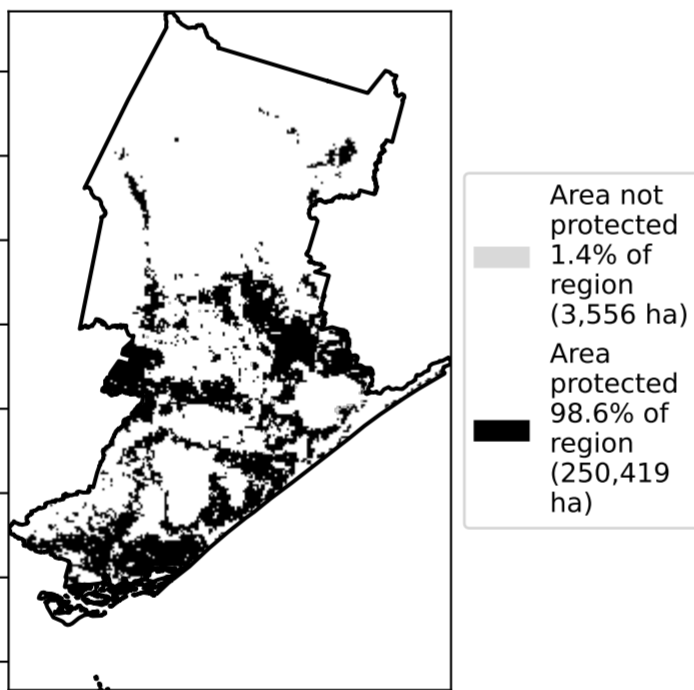 Area not
protected
1.4% of
region
(3,556 ha)
Area
protected
98.6% of
region
(250,419
ha)